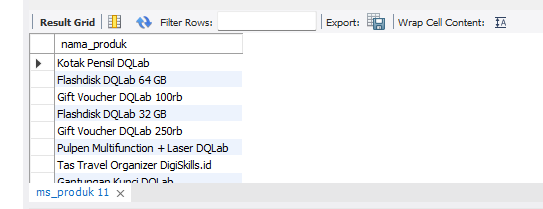 Result Grid Filter Rows: Export: Wrap Cell Content:
nama_produk
Kotak Pensil DQLab
Flashdisk DQLab 64 GB
Gift Voucher DQLab 100rb
Flashdisk DQLab 32 GB
Gift Voucher DQLab 250rb
Pulpen Multifunction + Laser DQLab
Tas Travel Organizer DigiSkills.id
Gantungan Kunci DQLab
ms_produk 11